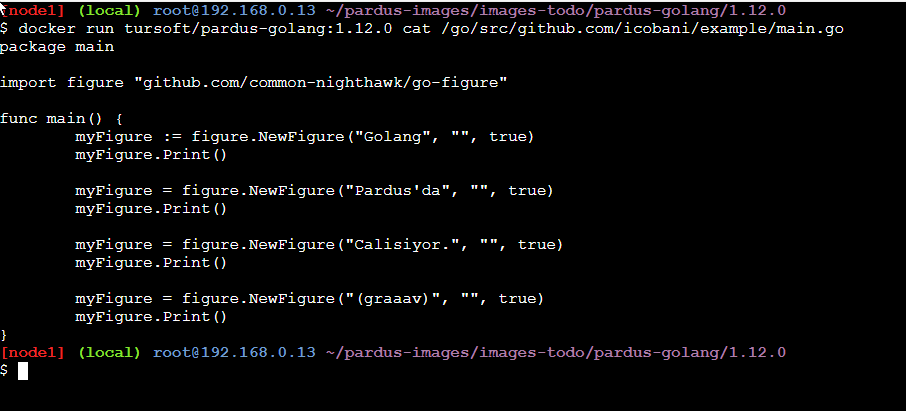 [node1] (local) root@192.168.0.13 ~/pardus-images/images-todo/pardus-golang/1.12.0
$ docker run tursoft/pardus-golang:1.12.0 cat /go/src/github.com/icobani/example/main.go
package main

import figure "github.com/common-nighthawk/go-figure"

func main() {
        myFigure := figure.NewFigure("Golang", "", true)
        myFigure.Print()

        myFigure = figure.NewFigure("Pardus'da", "", true)
        myFigure.Print()

        myFigure = figure.NewFigure("Calisiyor.", "", true)
        myFigure.Print()

        myFigure = figure.NewFigure("(graaav)", "", true)
        myFigure.Print()
}
[node1] (local) root@192.168.0.13 ~/pardus-images/images-todo/pardus-golang/1.12.0
$